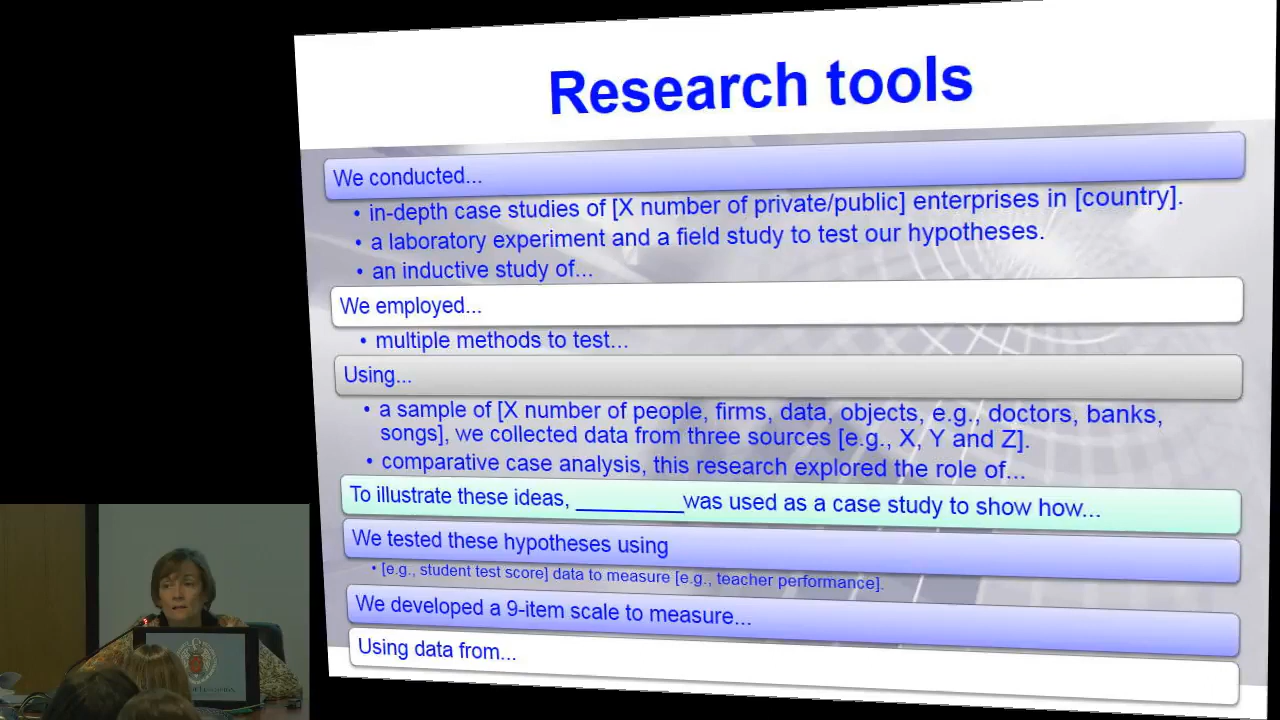 Research tools
We conducted...
• in-depth case studies of [X number of private/public] enterprises in [country].
• a laboratory experiment and a field study to test our hypotheses.
• an inductive study of...
We employed...
• multiple methods to test...
Using...
• a sample of [X number of people, firms, data, objects, e.g., doctors, banks,
songs], we collected data from three sources [e.g., X, Y and Z].
• comparative case analysis, this research explored the role of...
To illustrate these ideas, __________was used as a case study to show how...
We tested these hypotheses using
• [e.g., student test score] data to measure [e.g., teacher performance].
We developed a 9-item scale to measure...
Using data from...